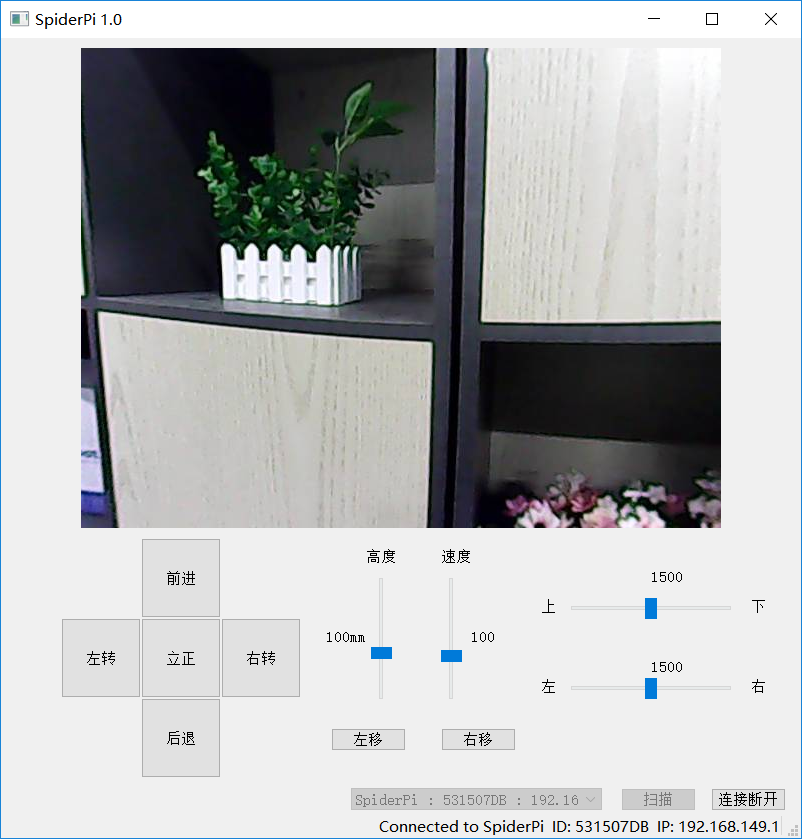 SpiderPi 1.0
前进
左转 立正 右转
后退
高度 速度
100mm 100
左移 右移
1500
上 下
1500
左 右
SpiderPi : 531507DB : 192.16 扫描 连接断开
Connected to SpiderPi ID: 531507DB IP: 192.168.149.1